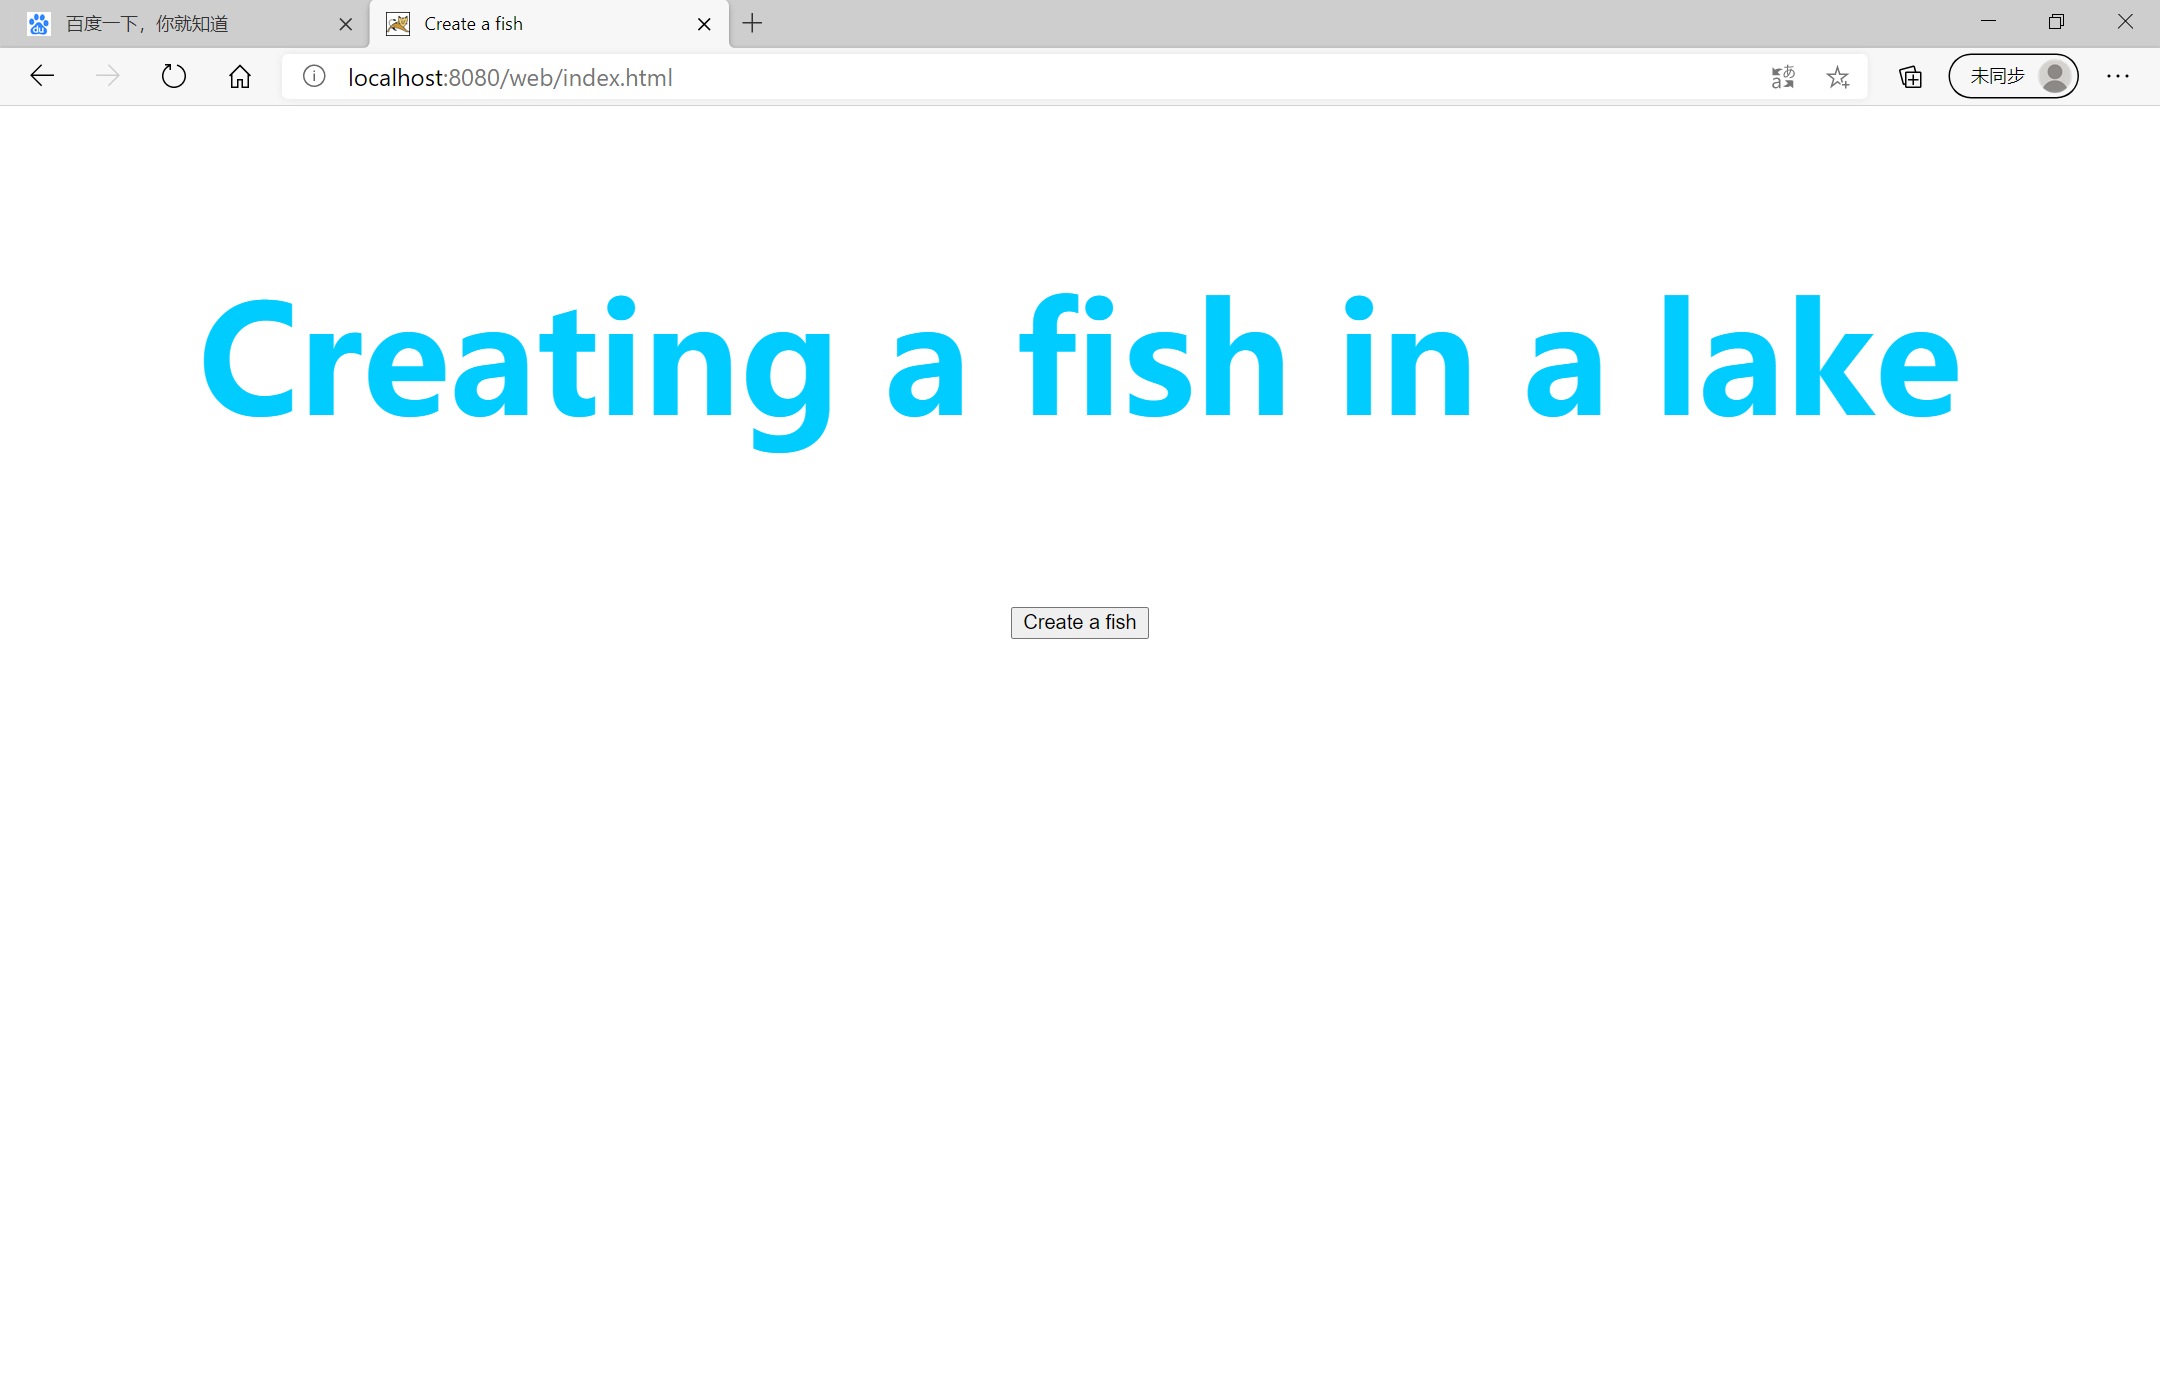 百度一下，你就知道
Create a fish
localhost:8080/web/index.html
未同步
Creating a fish in a lake
Create a fish